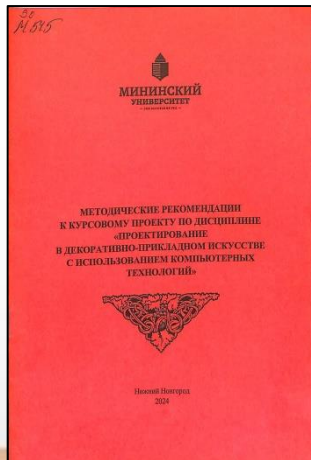 МИНИНСКИЙ
УНИВЕРСИТЕТ
МЕТОДИЧЕСКИЕ РЕКОМЕНДАЦИИ
К КУРСОВОМУ ПРОЕКТУ ПО ДИСЦИПЛИНЕ
«ПРОЕКТИРОВАНИЕ
В ДЕКОРАТИВНО-ПРИКЛАДНОМ ИСКУССТВЕ
С ИСПОЛЬЗОВАНИЕМ КОМПЬЮТЕРНЫХ
ТЕХНОЛОГИЙ»
Нижний Новгород
2024